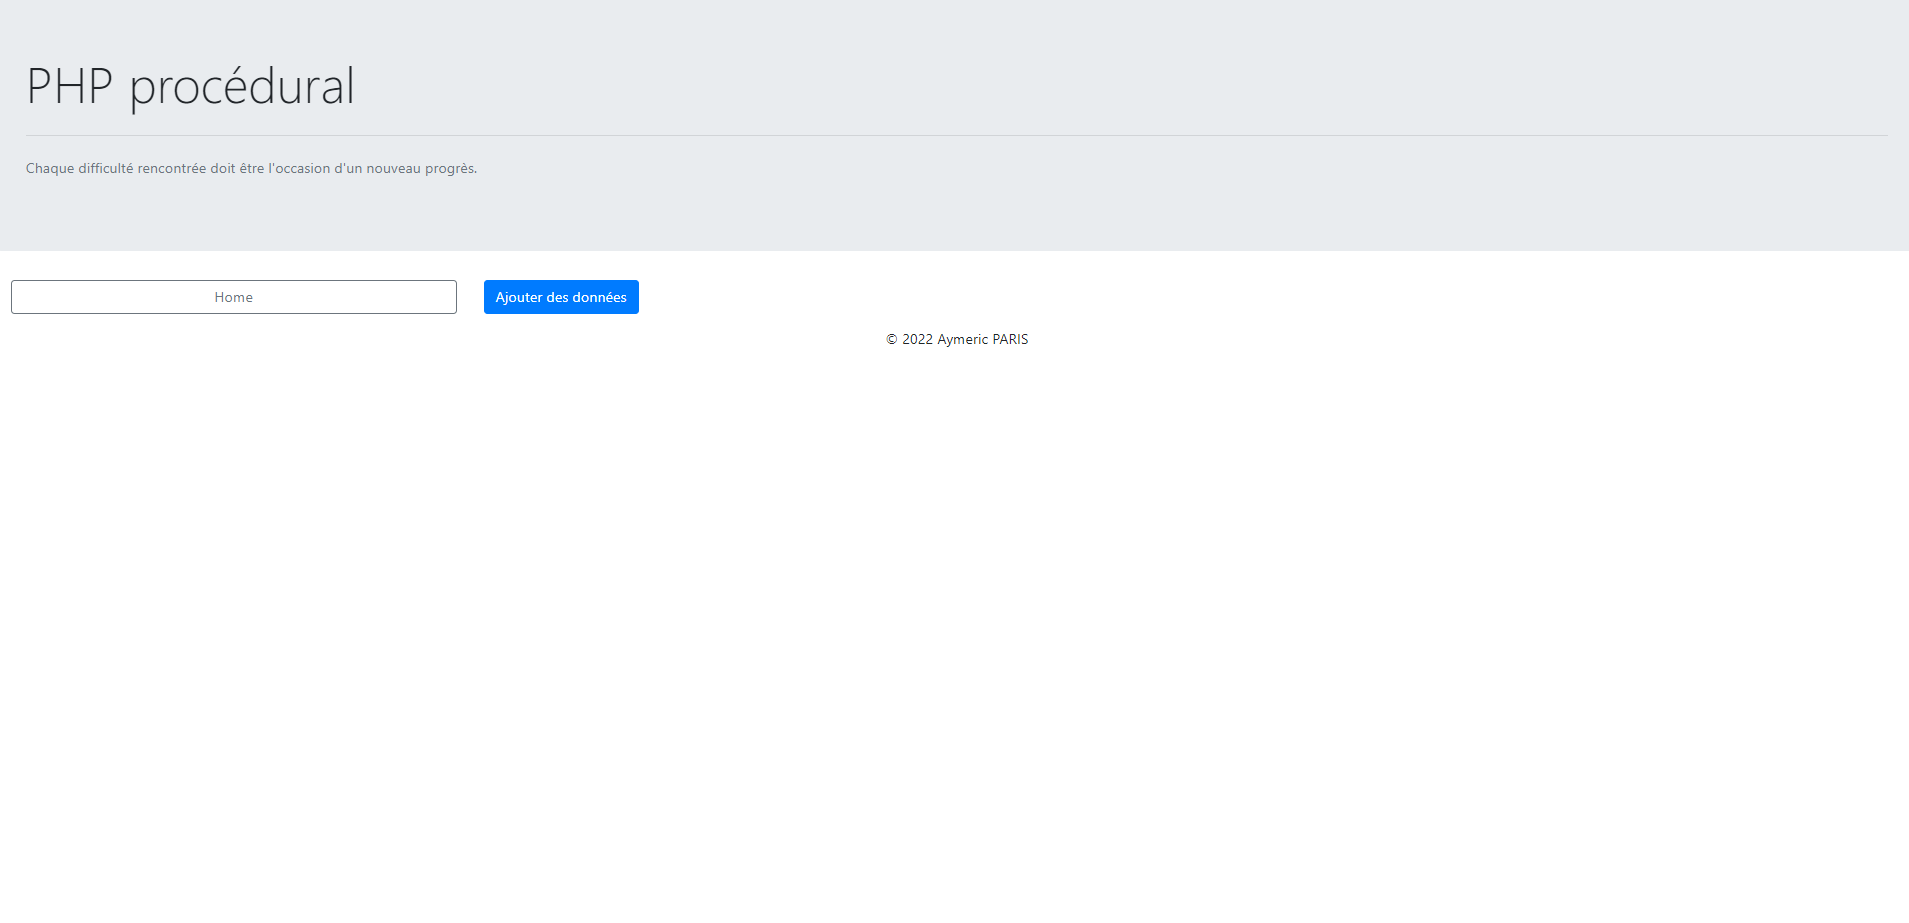 PHP procédural
Chaque difficulté rencontrée doit être l'occasion d'un nouveau progrès.
Home
Ajouter des données
© 2022 Aymeric PARIS